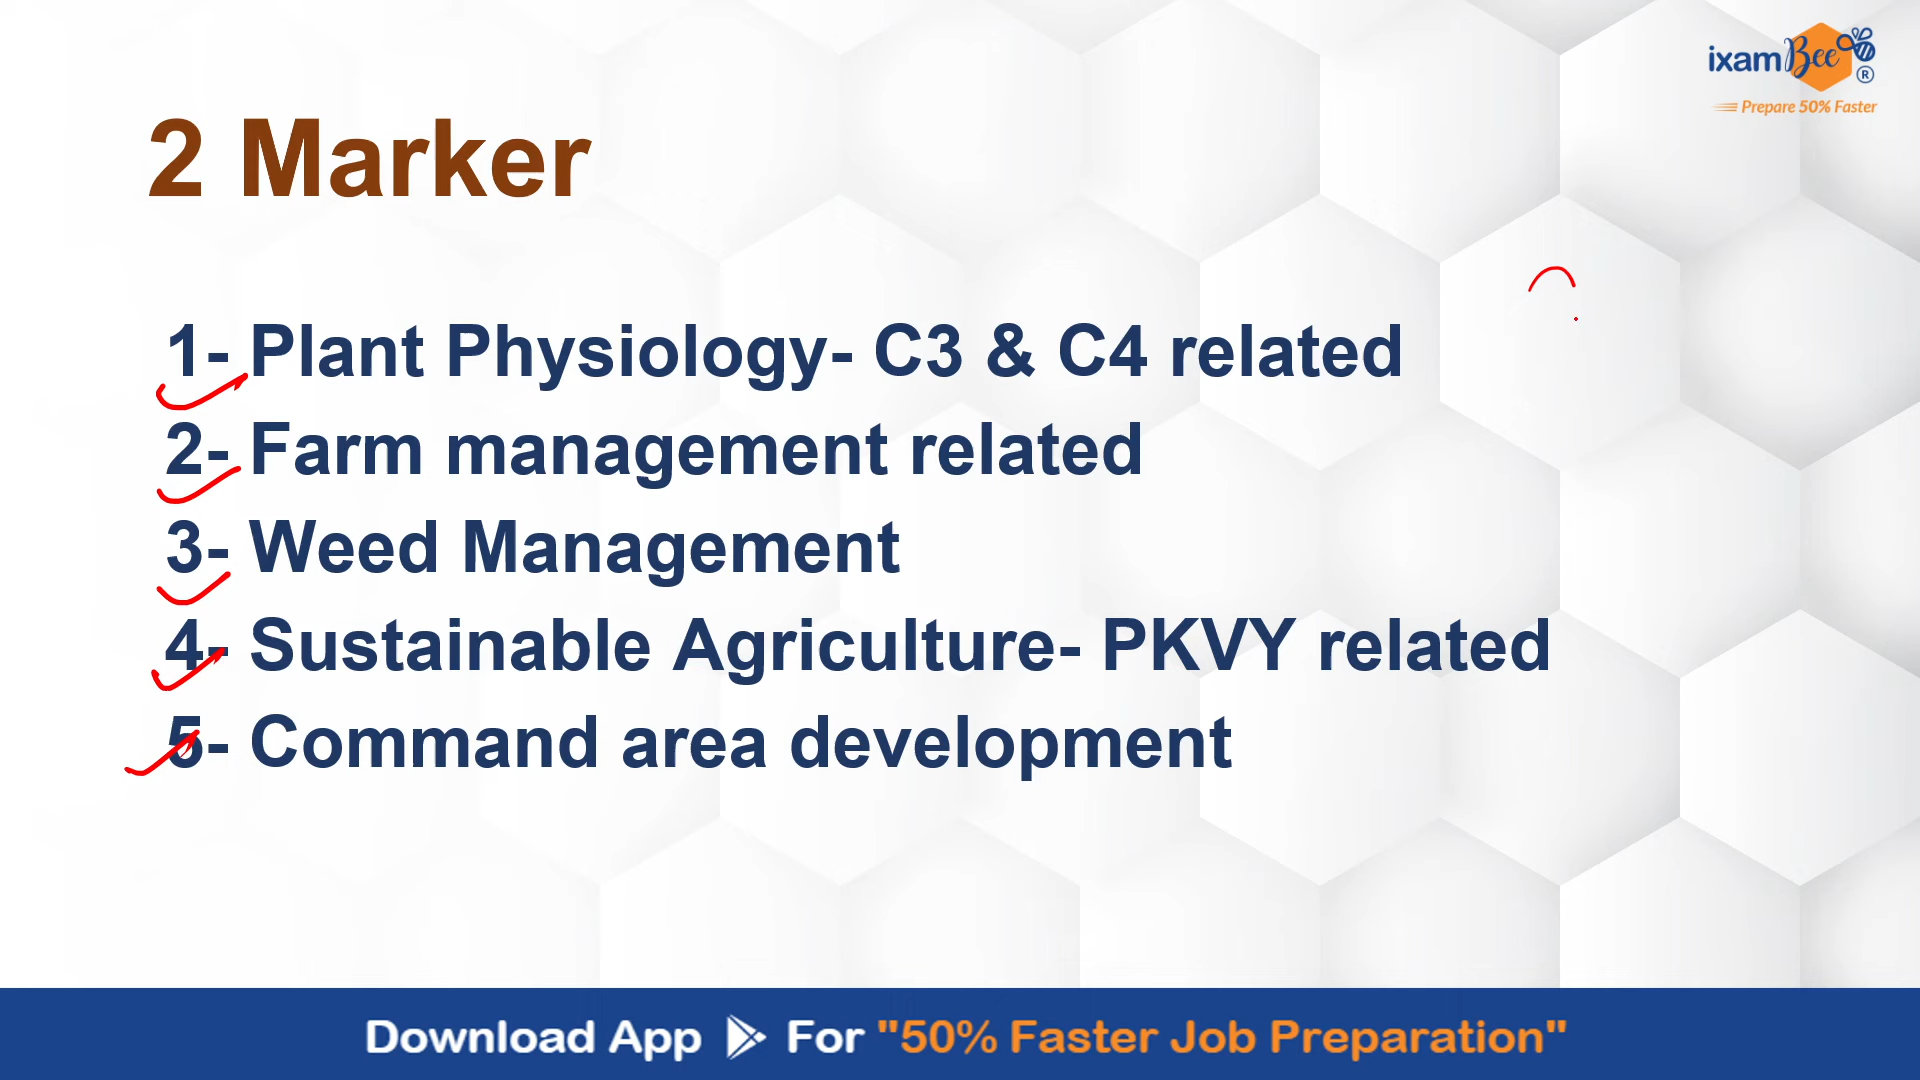 ixamBee ®
Prepare 50% Faster
2 Marker
1- Plant Physiology- C3 & C4 related
2- Farm management related
3- Weed Management
4- Sustainable Agriculture- PKVY related
5- Command area development
Download App For "50% Faster Job Preparation"